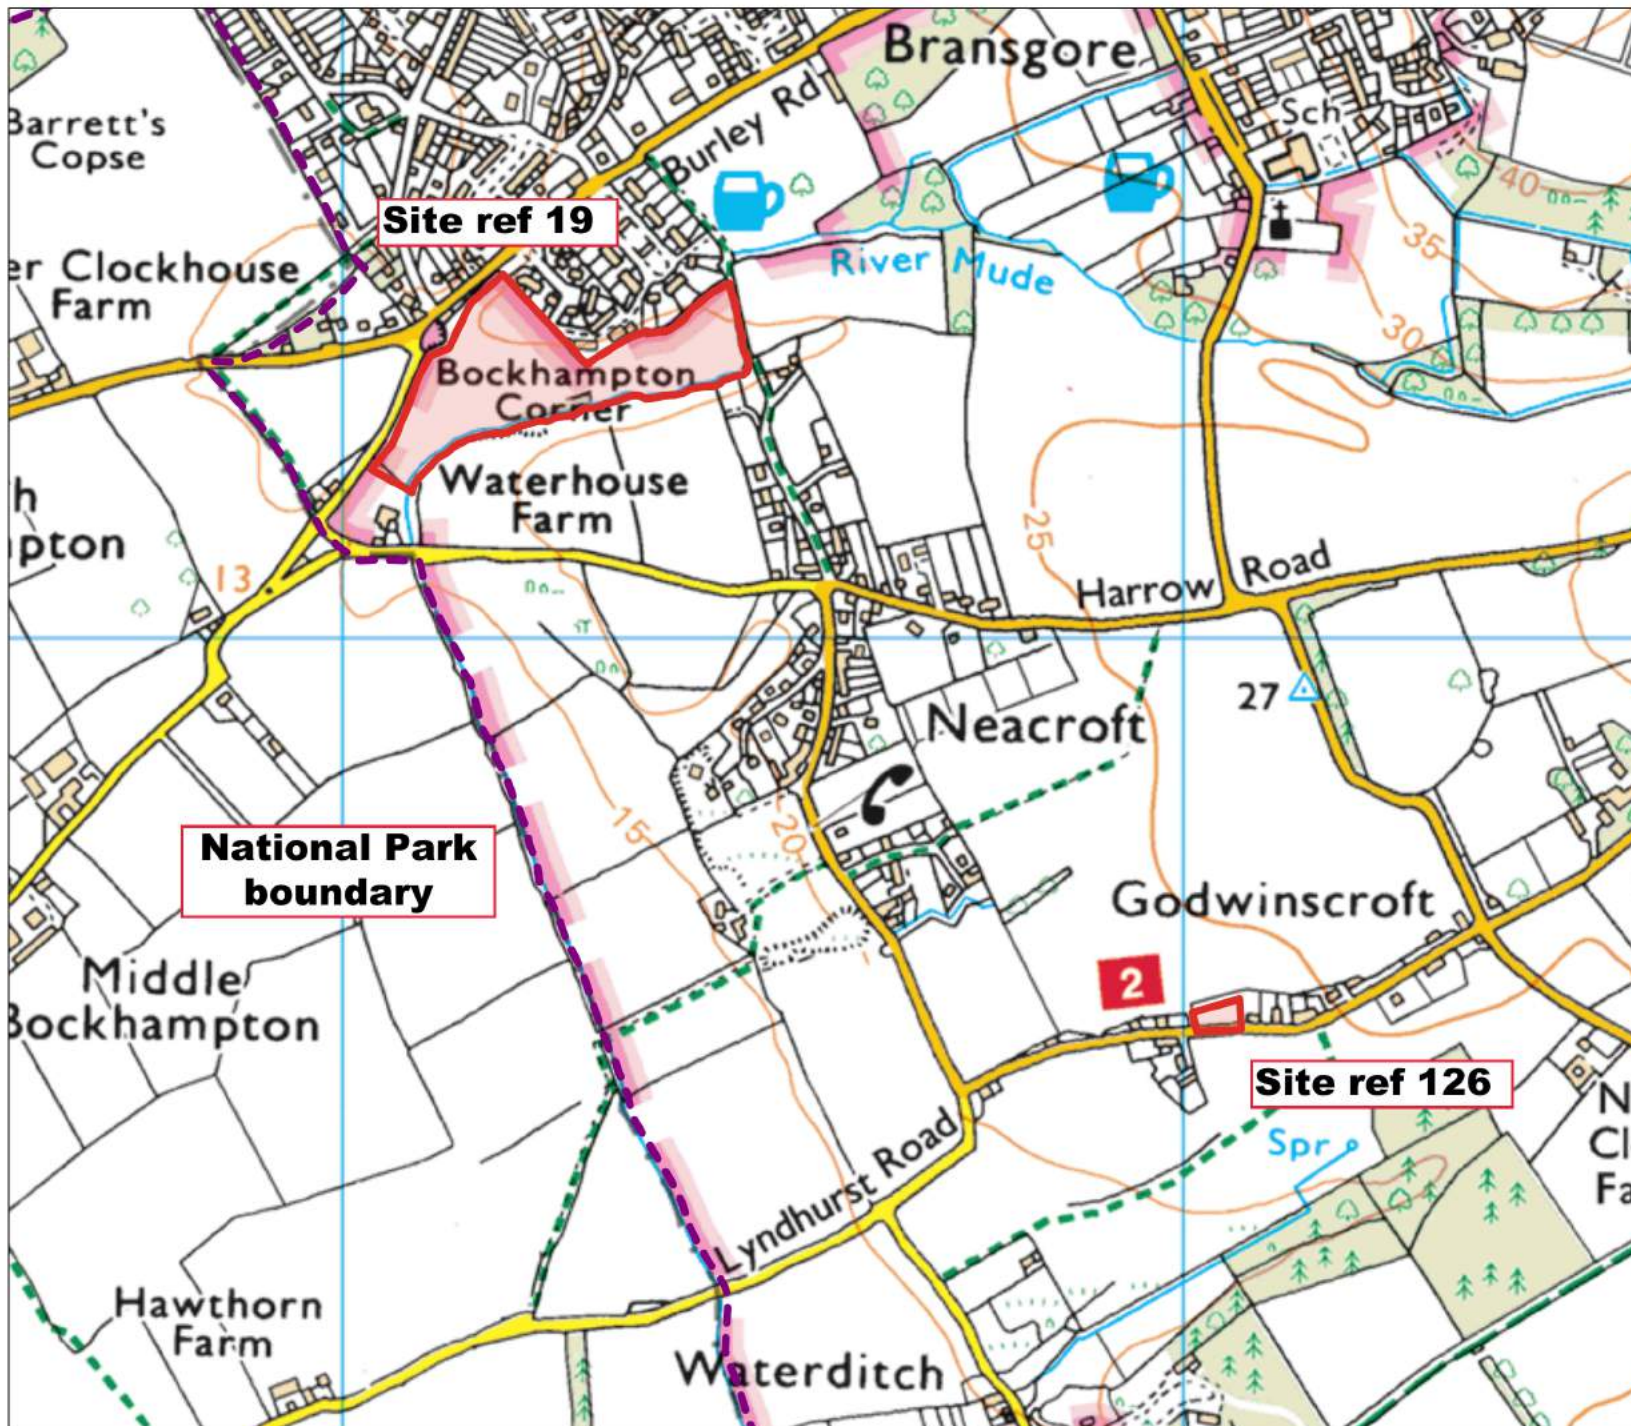 Bransgore
Burley Rd
Barrett's
Copse
Sch
40
Site ref 19
35
er Clockhouse
Farm
River Mude
30
Bockhampton
Corner
h
pton
Waterhouse
Farm
25
13
Harrow Road
27
Neacroft
15
20
National Park
boundary
Godwinscroft
Middle
Bockhampton
2
Site ref 126
N
Cl
Fa
Spr
Lyndhurst Road
Hawthorn
Farm
Waterditch